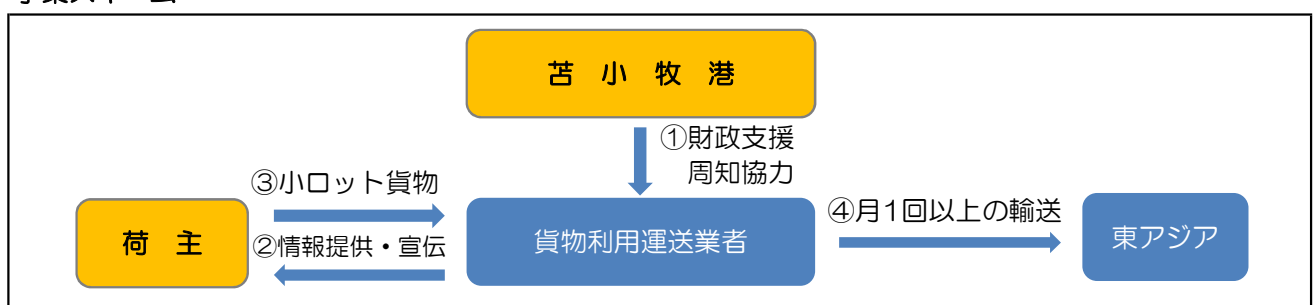 苫 小 牧 港
①財政支援
周知協力
③小ロット貨物
④月1回以上の輸送
荷 主
②情報提供・宣伝
貨物利用運送業者
東アジア